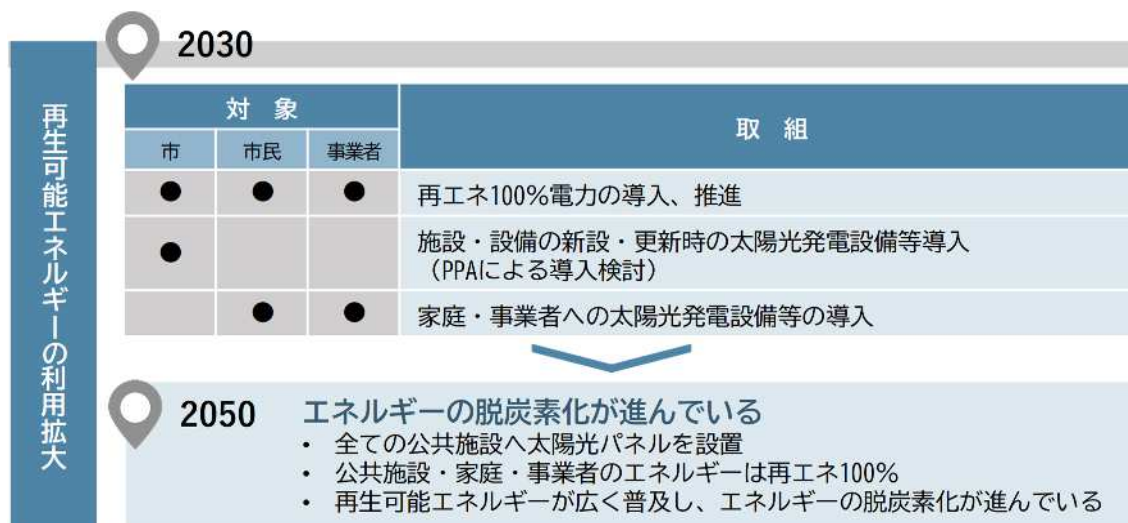 再生可能エネルギーの利用拡大
2030
対 象
取 組
市
市民
事業者
● ● ● 再エネ100%電力の導入、推進
● 施設・設備の新設・更新時の太陽光発電設備等導入
（PPAによる導入検討）
● ● 家庭・事業者への太陽光発電設備等の導入
2050 エネルギーの脱炭素化が進んでいる
• 全ての公共施設へ太陽光パネルを設置
• 公共施設・家庭・事業者のエネルギーは再エネ100%
• 再生可能エネルギーが広く普及し、エネルギーの脱炭素化が進んでいる